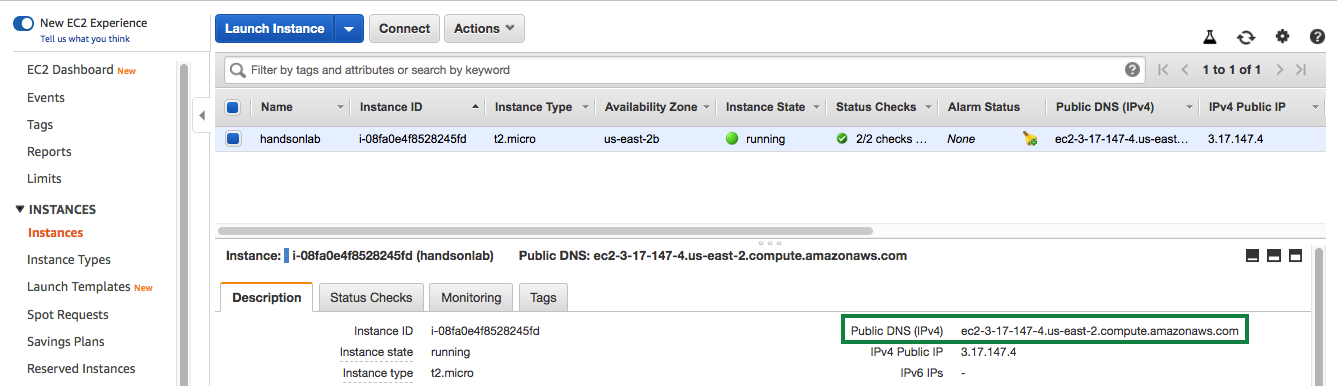 New EC2 Experience
Tell us what you think
EC2 Dashboard New
Events
Tags
Reports
Limits
INSTANCES
Instances
Instance Types
Launch Templates New
Spot Requests
Savings Plans
Reserved Instances
Launch Instance Connect Actions
Filter by tags and attributes or search by keyword 1 to 1 of 1
Name Instance ID Instance Type Availability Zone Instance State Status Checks Alarm Status Public DNS (IPv4) IPv4 Public IP
handsonlab i-08fa0e4f8528245fd t2.micro us-east-2b running 2/2 checks ... None ec2-3-17-147-4.us-east... 3.17.147.4
Instance: i-08fa0e4f8528245fd (handsonlab) Public DNS: ec2-3-17-147-4.us-east-2.compute.amazonaws.com
Description Status Checks Monitoring Tags
Instance ID i-08fa0e4f8528245fd Public DNS (IPv4) ec2-3-17-147-4.us-east-2.compute.amazonaws.com
Instance state running IPv4 Public IP 3.17.147.4
Instance type t2.micro IPv6 IPs -